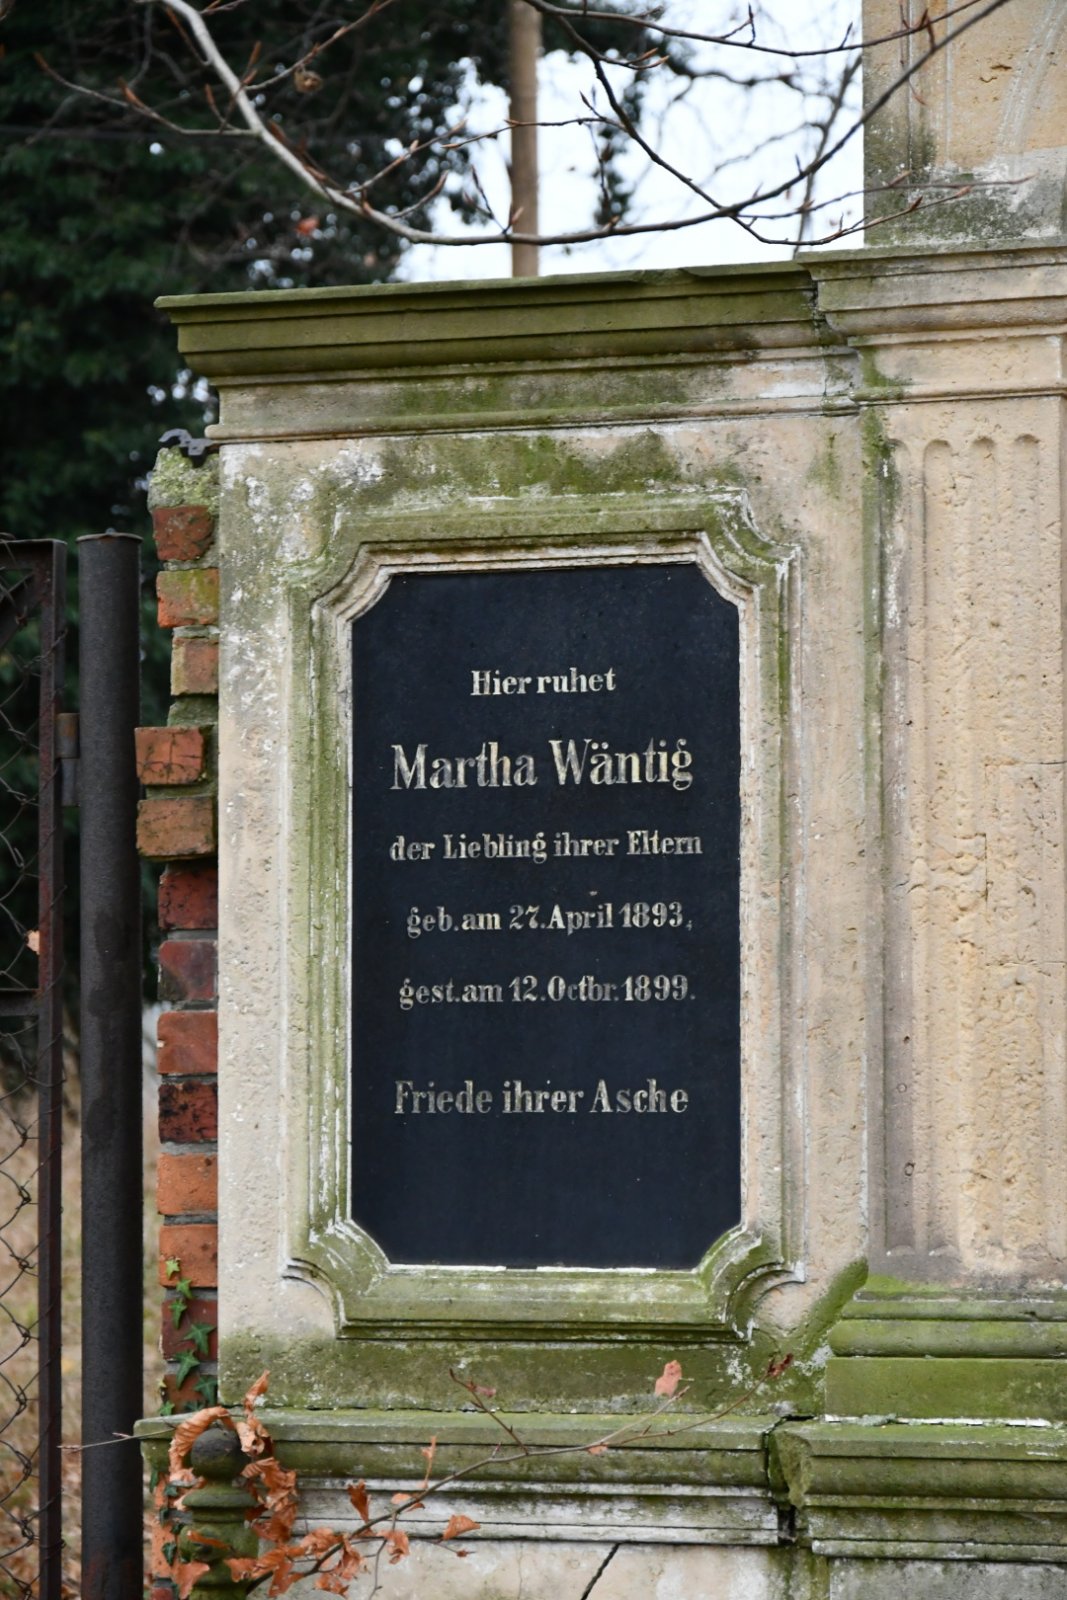 Hier ruhet
Martha Wäntig
der Liebling ihrer Eltern
geb. am 27. April 1893,
gest. am 12. Octbr. 1899.
Friede ihrer Asche